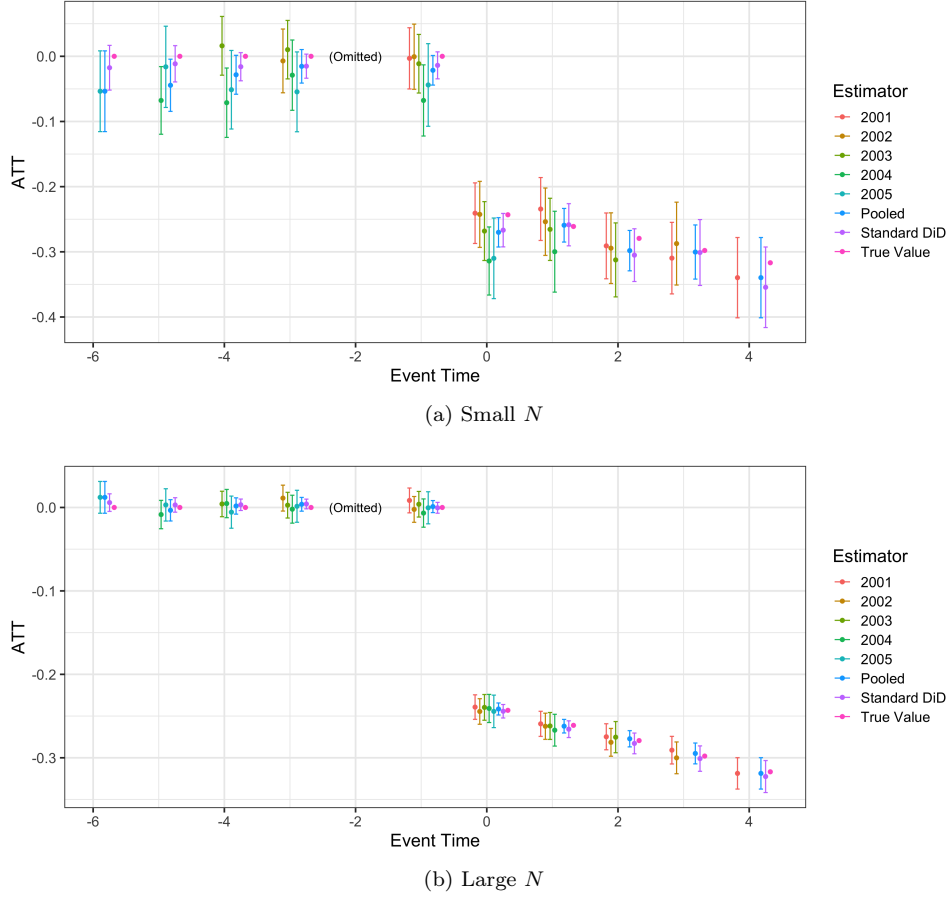 0.0
-0.1
-0.2
-0.3
-0.4
ATT
(Omitted)
-6
-4
-2
0
2
4
Event Time
Estimator
2001
2002
2003
2004
2005
Pooled
Standard DiD
True Value
(a) Small N
0.0
-0.1
-0.2
-0.3
ATT
(Omitted)
-6
-4
-2
0
2
4
Event Time
Estimator
2001
2002
2003
2004
2005
Pooled
Standard DiD
True Value
(b) Large N